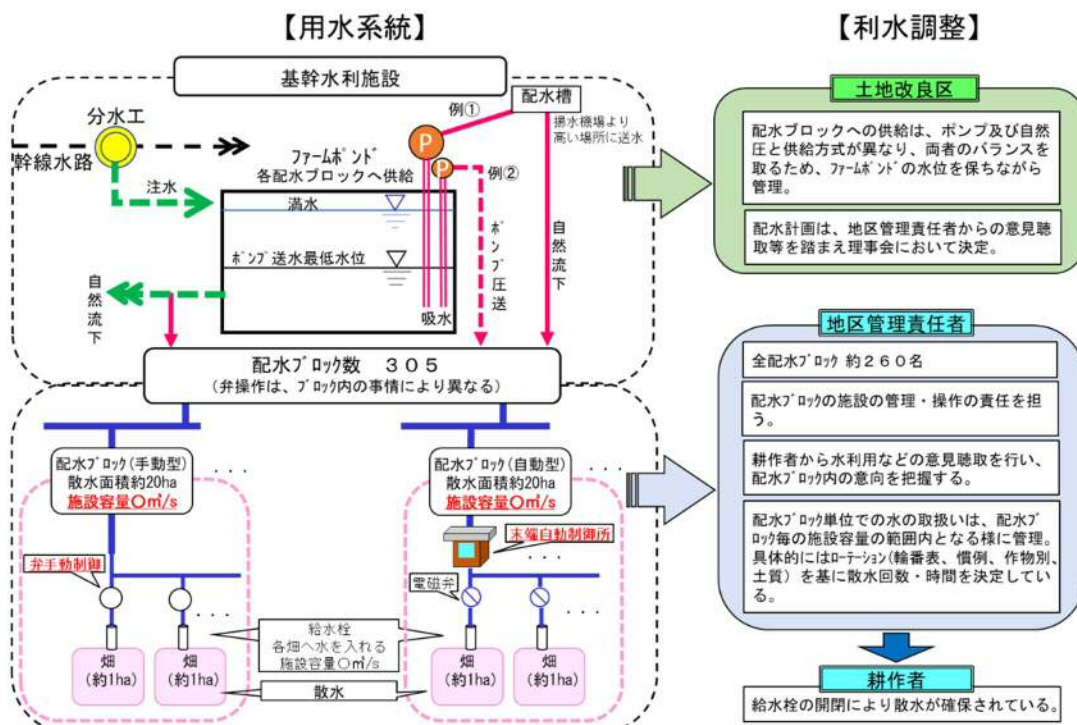 【用水系統】
基幹水利施設
分水工
幹線水路
注水
ファームポンド
各配水ブロックへ供給
満水
ポンプ送水最低水位
自然流下
吸水
P
P
例①
例②
配水槽
揚水機場より
高い場所に送水
ポンプ圧送
自然流下
配水ブロック数 305
(弁操作は、ブロック内の事情により異なる)
配水ブロック(手動型)
散水面積約20ha
施設容量〇㎥/s
・・・・
弁手動制御
・・・
・・・
畑
(約1ha)
畑
(約1ha)
配水ブロック(自動型)
散水面積約20ha
施設容量〇㎥/s
・・・・
末端自動制御所
電磁弁
・・・
・・・
畑
(約1ha)
畑
(約1ha)
給水栓
各畑へ水を入れる
施設容量〇㎥/s
散水
【利水調整】
土地改良区
配水ブロックへの供給は、ポンプ及び自然
圧と供給方式が異なり、両者のバランスを
取るため、ファームポンドの水位を保ちながら
管理。
配水計画は、地区管理責任者からの意見聴
取等を踏まえ理事会において決定。
地区管理責任者
全配水ブロック 約260名
配水ブロックの施設の管理・操作の責任を担
う。
耕作者から水利用などの意見聴取を行い、
配水ブロック内の意向を把握する。
配水ブロック単位での水の取扱いは、配水ブ
ロック毎の施設容量の範囲内となる様に管理。
具体的にはローテーション(輪番表、慣例、作物別、
土質)を基に散水回数・時間を決定してい
る。
耕作者
給水栓の開閉により散水が確保されている。